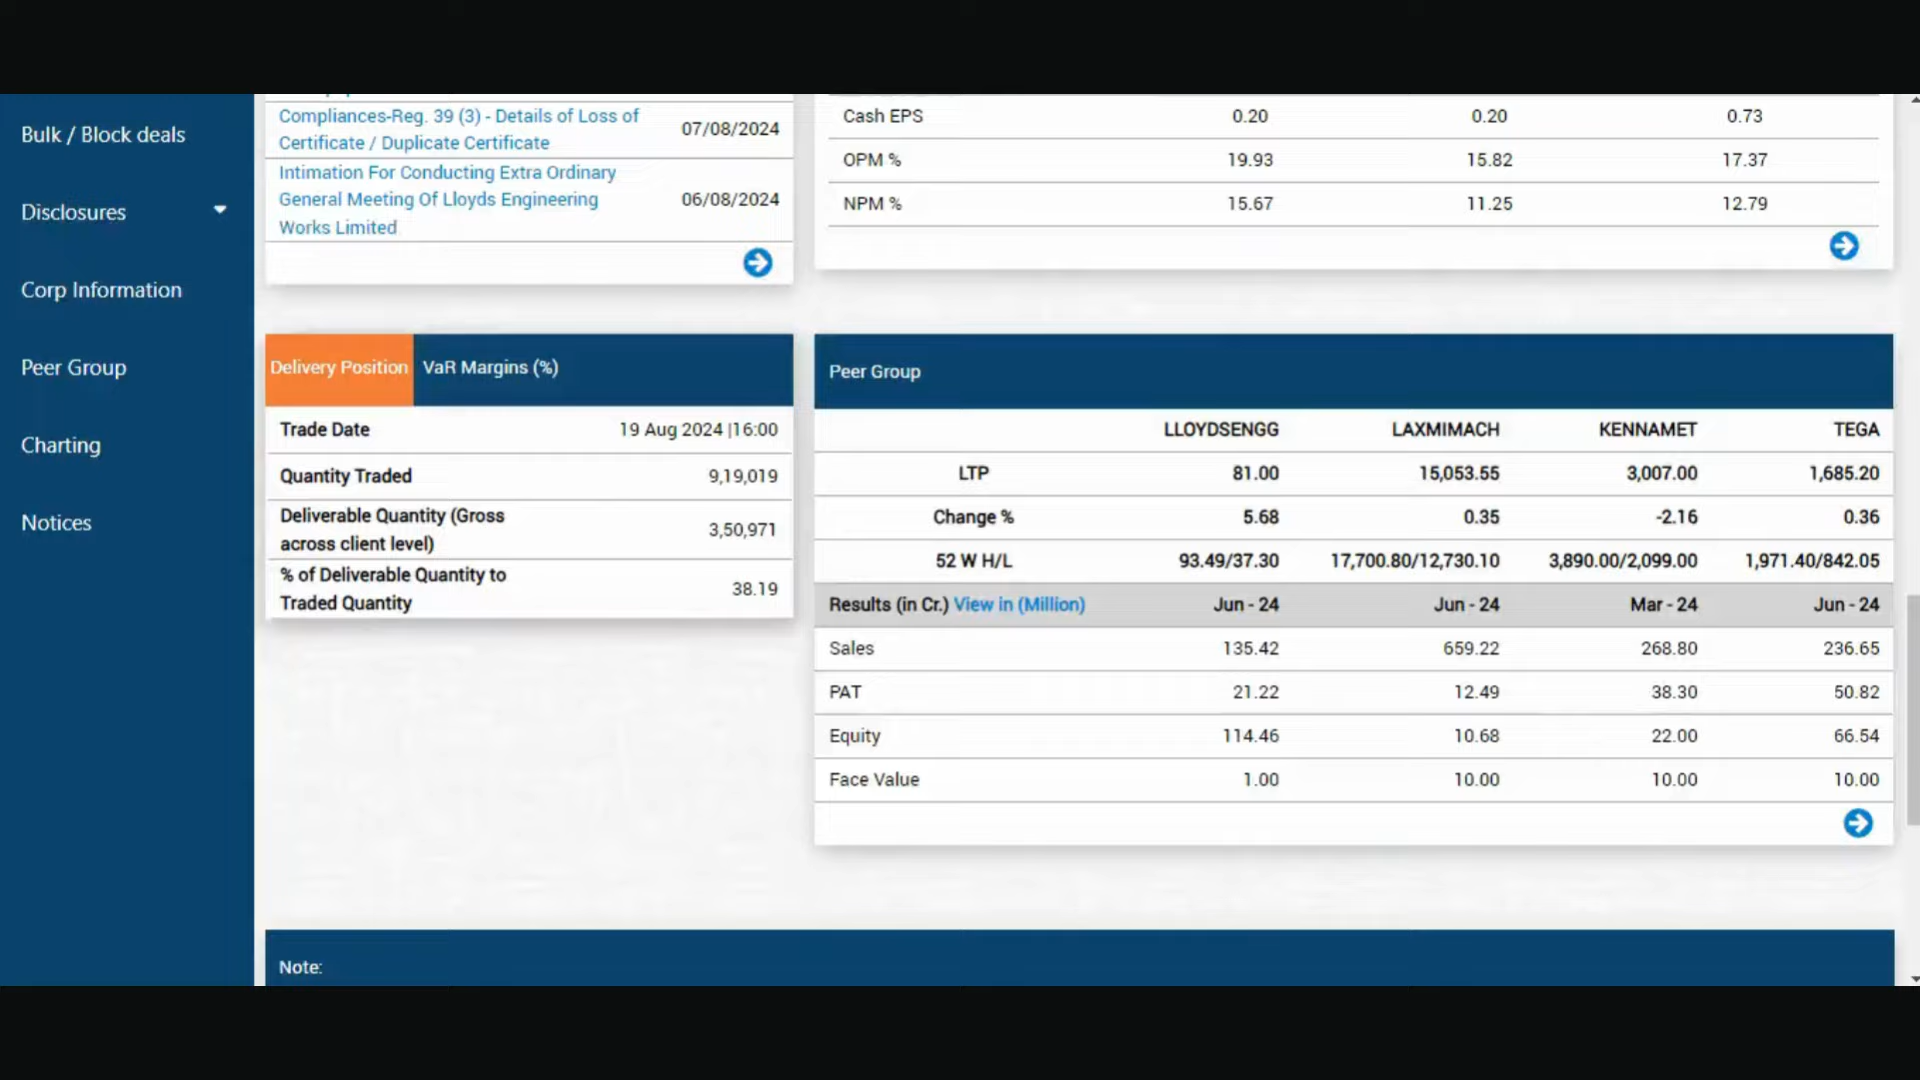 Bulk / Block deals
Disclosures
Corp Information
Peer Group
Charting
Notices
Compliances-Reg. 39 (3) - Details of Loss of
Certificate / Duplicate Certificate
07/08/2024
Intimation For Conducting Extra Ordinary
General Meeting Of Lloyds Engineering
Works Limited
06/08/2024
Cash EPS 0.20 0.20 0.73
OPM % 19.93 15.82 17.37
NPM % 15.67 11.25 12.79
Delivery Position VaR Margins (%)
Trade Date 19 Aug 2024 |16:00
Quantity Traded 9,19,019
Deliverable Quantity (Gross
across client level)
3,50,971
% of Deliverable Quantity to
Traded Quantity
38.19
Peer Group
LLOYDSENGG LAXMIMACH KENNAMET TEGA
LTP 81.00 15,053.55 3,007.00 1,685.20
Change % 5.68 0.35 -2.16 0.36
52 W H/L 93.49/37.30 17,700.80/12,730.10 3,890.00/2,099.00 1,971.40/842.05
Results (in Cr.) View in (Million) Jun - 24 Jun - 24 Mar - 24 Jun - 24
Sales 135.42 659.22 268.80 236.65
PAT 21.22 12.49 38.30 50.82
Equity 114.46 10.68 22.00 66.54
Face Value 1.00 10.00 10.00 10.00
Note: